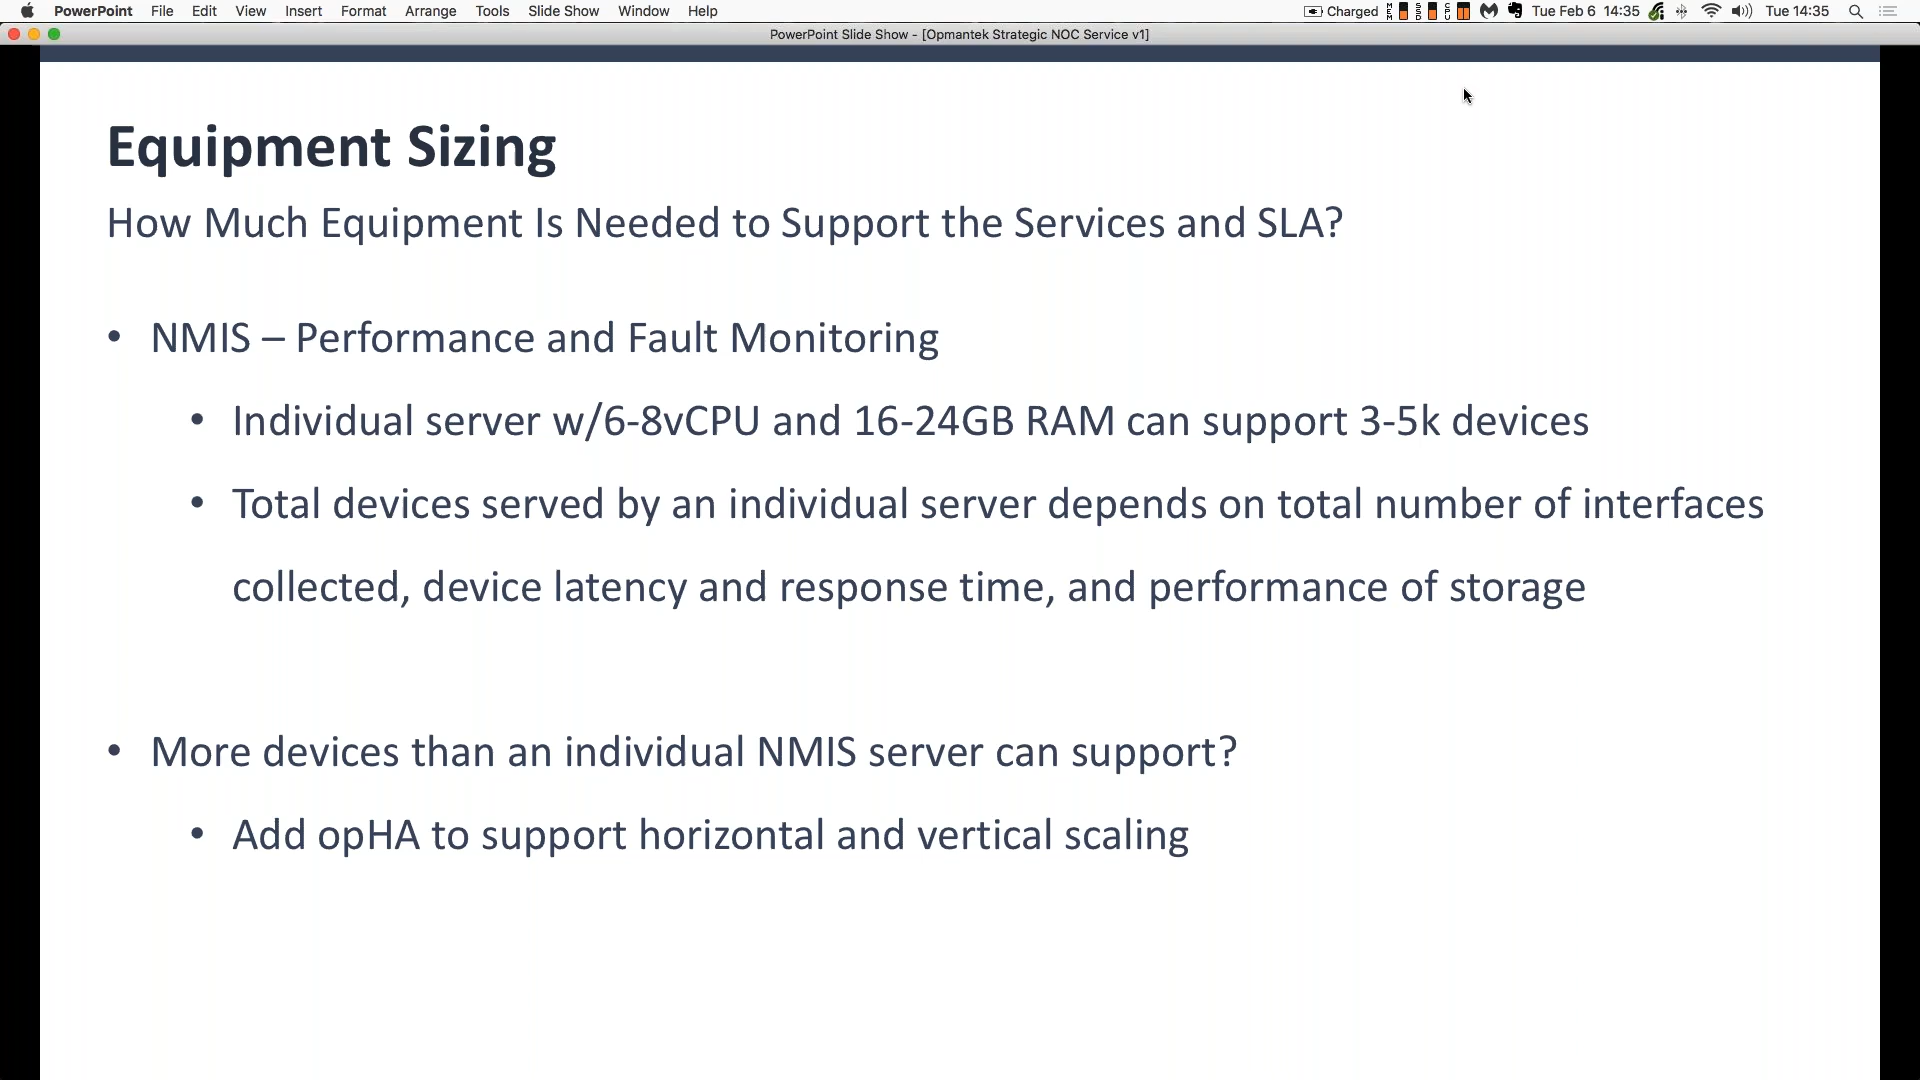 PowerPoint File Edit View Insert Format Arrange Tools Slide Show Window Help Charged MEM SSD CPU Tue Feb 6 14:35 Tue 14:35
PowerPoint Slide Show - [Opmantek Strategic NOC Service v1]
Equipment Sizing
How Much Equipment Is Needed to Support the Services and SLA?
• NMIS – Performance and Fault Monitoring
• Individual server w/6-8vCPU and 16-24GB RAM can support 3-5k devices
• Total devices served by an individual server depends on total number of interfaces
collected, device latency and response time, and performance of storage
• More devices than an individual NMIS server can support?
• Add opHA to support horizontal and vertical scaling